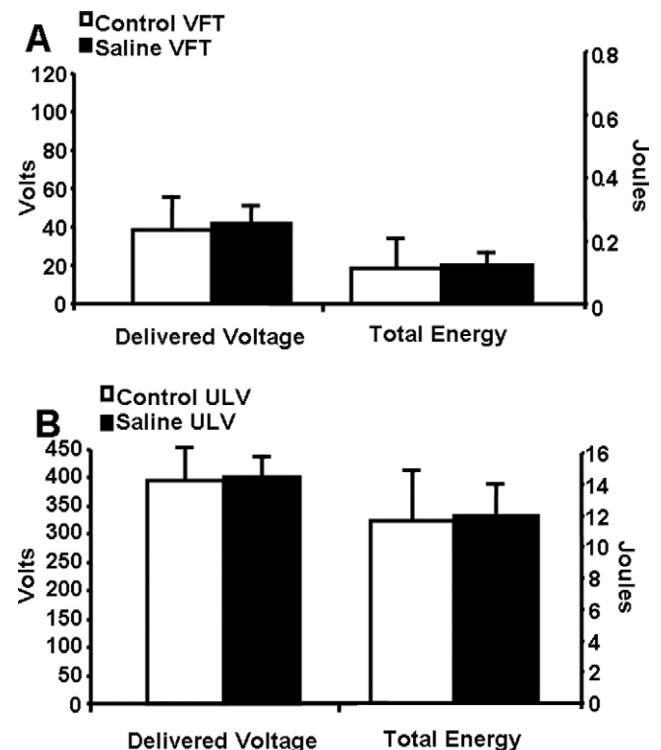 A
Control VFT
Saline VFT
Volts
120
100
80
60
40
20
0
0.8
0.6
0.4
0.2
0
Joules
Delivered Voltage
Total Energy
B
Control ULV
Saline ULV
Volts
450
400
350
300
250
200
150
100
50
0
16
14
12
10
8
6
4
2
0
Joules
Delivered Voltage
Total Energy